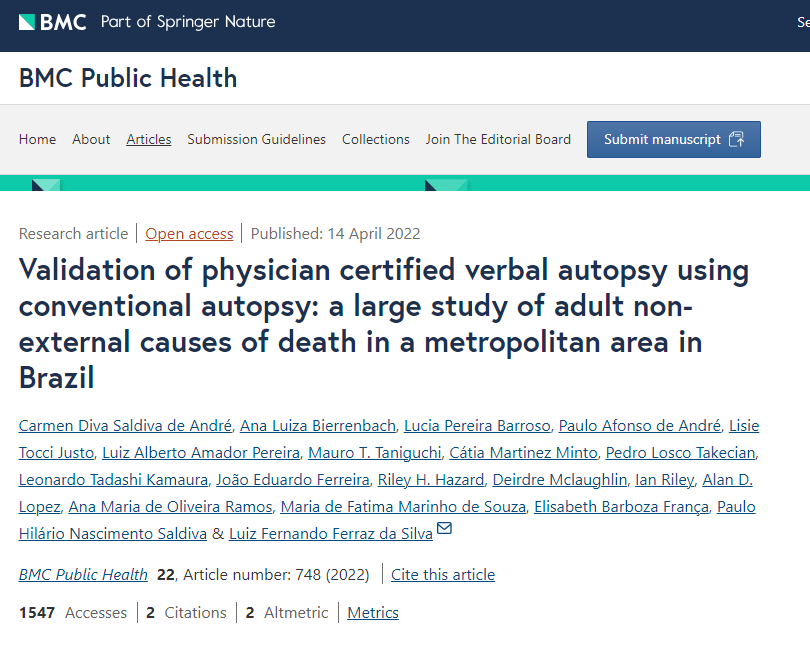 BMC Part of Springer Nature
Se
BMC Public Health
Home About Articles Submission Guidelines Collections Join The Editorial Board Submit manuscript
Research article Open access Published: 14 April 2022
Validation of physician certified verbal autopsy using
conventional autopsy: a large study of adult non-
external causes of death in a metropolitan area in
Brazil
Carmen Diva Saldiva de André, Ana Luiza Bierrenbach, Lucia Pereira Barroso, Paulo Afonso de André, Lisie
Tocci Justo, Luiz Alberto Amador Pereira, Mauro T. Taniguchi, Cátia Martinez Minto, Pedro Losco Takecian,
Leonardo Tadashi Kamaura, João Eduardo Ferreira, Riley H. Hazard, Deirdre Mclaughlin, Ian Riley, Alan D.
Lopez, Ana Maria de Oliveira Ramos, Maria de Fatima Marinho de Souza, Elisabeth Barboza França, Paulo
Hilário Nascimento Saldiva & Luiz Fernando Ferraz da Silva
BMC Public Health 22, Article number: 748 (2022) Cite this article
1547 Accesses 2 Citations 2 Altmetric Metrics